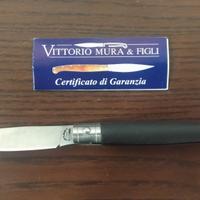 VITTORIO MURA & FIGLI
Certificato di Garanzia